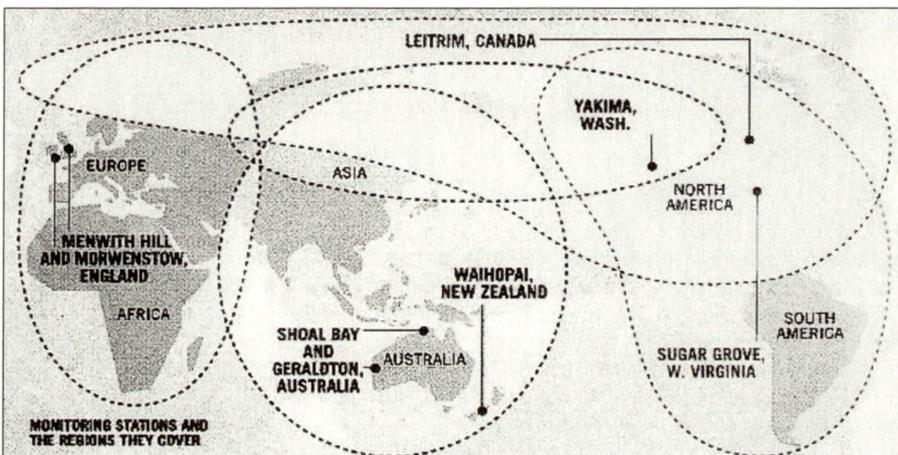 LEITRIM, CANADA
YAKIMA,
WASH.
EUROPE
ASIA
NORTH
AMERICA
MENWITH HILL
AND MORWENSTOW,
ENGLAND
WAIHOPAI,
NEW ZEALAND
AFRICA
SOUTH
AMERICA
SHOAL BAY
AND
GERALDTON,
AUSTRALIA
AUSTRALIA
SUGAR GROVE,
W. VIRGINIA
MONITORING STATIONS AND
THE REGIONS THEY COVER